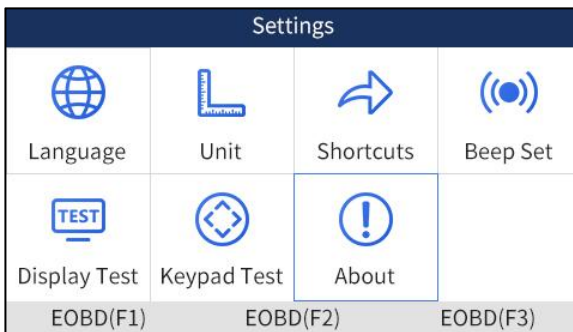 Settings
Language Unit Shortcuts Beep Set
TEST
Display Test Keypad Test About
EOBD(F1) EOBD(F2) EOBD(F3)